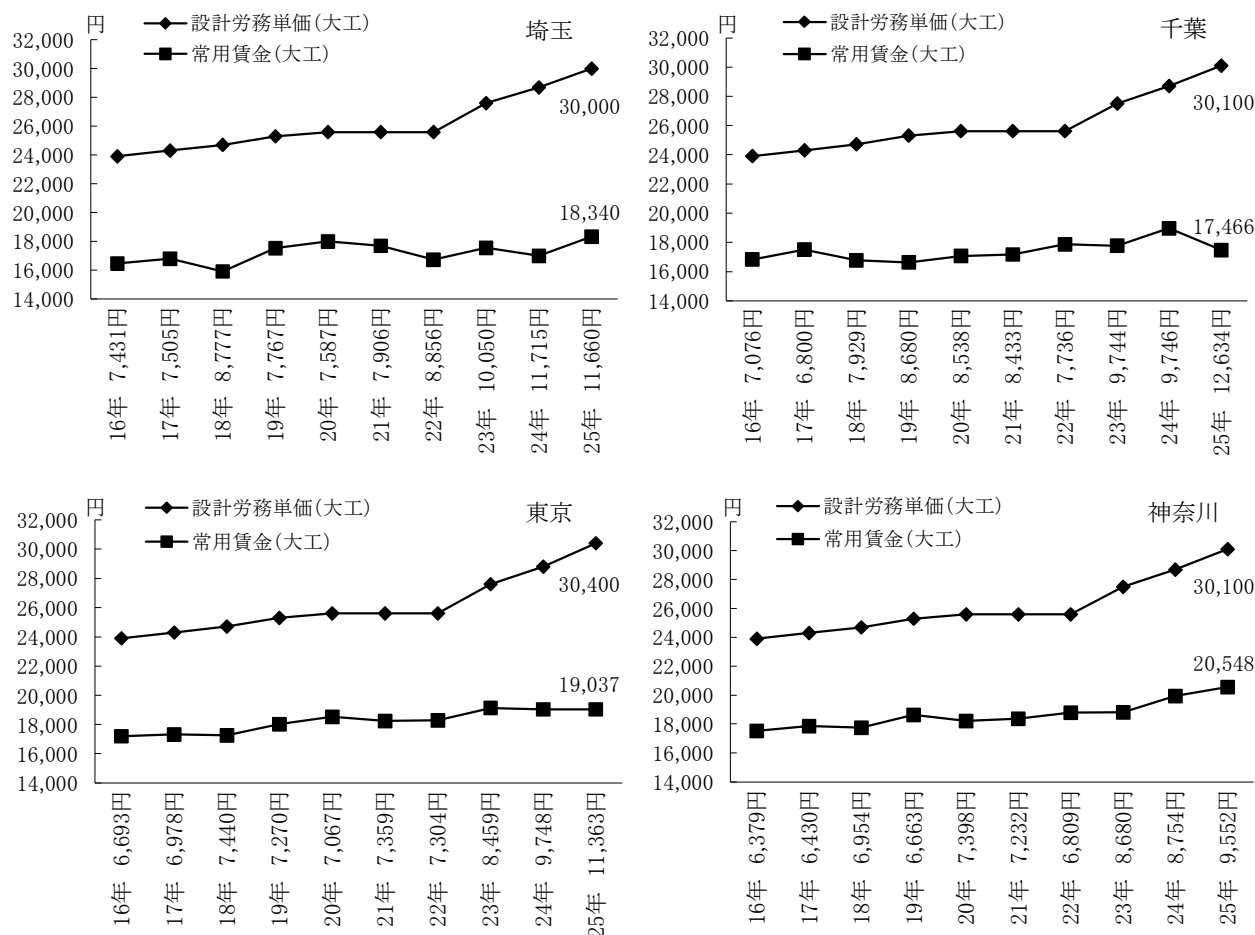 円
設計労務単価(大工)
常用賃金(大工)
埼玉
32,000
30,000
28,000
26,000
24,000
22,000
20,000
18,000
16,000
14,000
30,000
18,340
16年 7,431円
17年 7,505円
18年 8,777円
19年 7,767円
20年 7,587円
21年 7,906円
22年 8,856円
23年 10,050円
24年 11,715円
25年 11,660円
円
設計労務単価(大工)
常用賃金(大工)
千葉
32,000
30,000
28,000
26,000
24,000
22,000
20,000
18,000
16,000
14,000
30,100
17,466
16年 7,076円
17年 6,800円
18年 7,929円
19年 8,680円
20年 8,538円
21年 8,433円
22年 7,736円
23年 9,744円
24年 9,746円
25年 12,634円
円
設計労務単価(大工)
常用賃金(大工)
東京
32,000
30,000
28,000
26,000
24,000
22,000
20,000
18,000
16,000
14,000
30,400
19,037
16年 6,693円
17年 6,978円
18年 7,440円
19年 7,270円
20年 7,067円
21年 7,359円
22年 7,304円
23年 8,459円
24年 9,748円
25年 11,363円
円
設計労務単価(大工)
常用賃金(大工)
神奈川
32,000
30,000
28,000
26,000
24,000
22,000
20,000
18,000
16,000
14,000
30,100
20,548
16年 6,379円
17年 6,430円
18年 6,954円
19年 6,663円
20年 7,398円
21年 7,232円
22年 6,809円
23年 8,680円
24年 8,754円
25年 9,552円